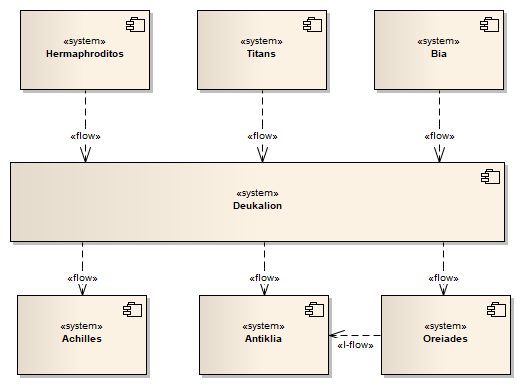 «system» «system» «system»
Hermaphroditos Titans Bia
«flow» «flow» «flow»
«system»
Deukalion
«flow» «flow» «flow»
«system» «system» «system»
Achilles Antiklia Oreiades
«I-flow»